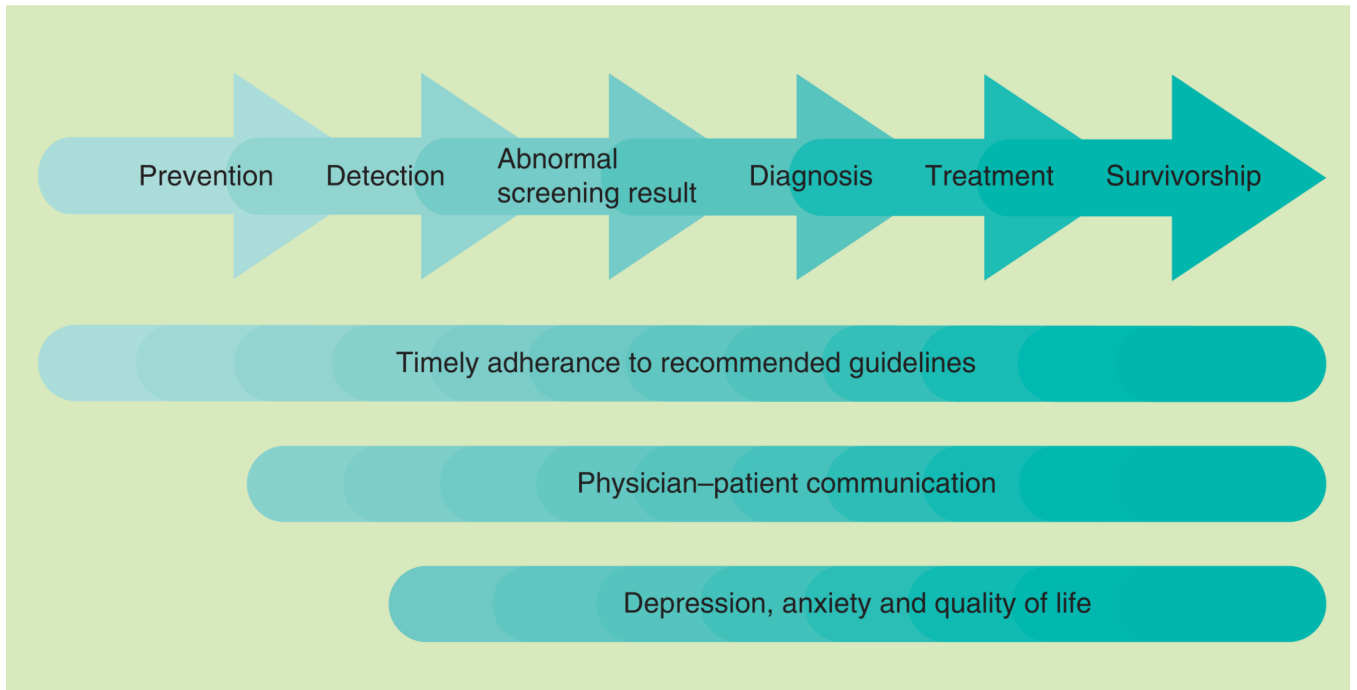 Prevention
Detection
Abnormal
screening result
Diagnosis
Treatment
Survivorship
Timely adherance to recommended guidelines
Physician–patient communication
Depression, anxiety and quality of life